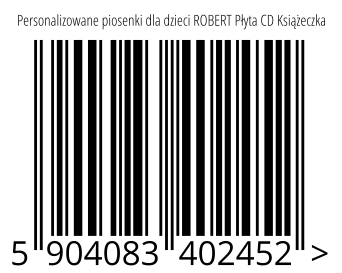 Personalizowane piosenki dla dzieci ROBERT Płyta CD Książeczka
5 904083 402452 >